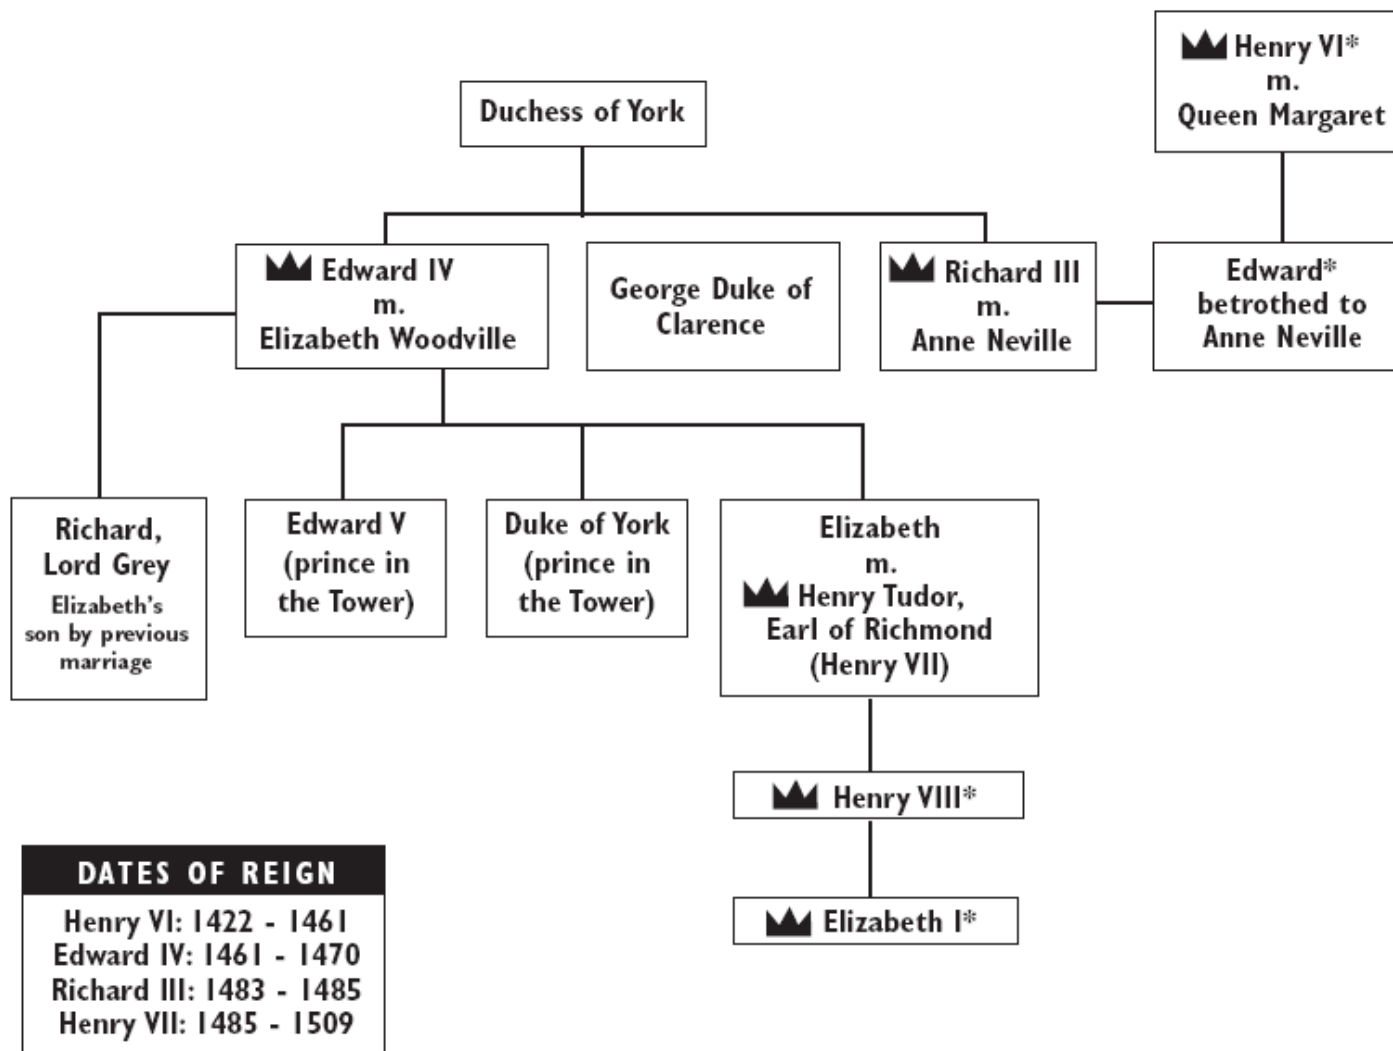 Henry VI*
m.
Queen Margaret
Duchess of York
Edward IV
m.
Elizabeth Woodville
George Duke of
Clarence
Richard III
m.
Anne Neville
Edward*
betrothed to
Anne Neville
Richard,
Lord Grey
Elizabeth's
son by previous
marriage
Edward V
(prince in
the Tower)
Duke of York
(prince in
the Tower)
Elizabeth
m.
Henry Tudor,
Earl of Richmond
(Henry VII)
Henry VIII*
Elizabeth I*
DATES OF REIGN
Henry VI: 1422 - 1461
Edward IV: 1461 - 1470
Richard III: 1483 - 1485
Henry VII: 1485 - 1509